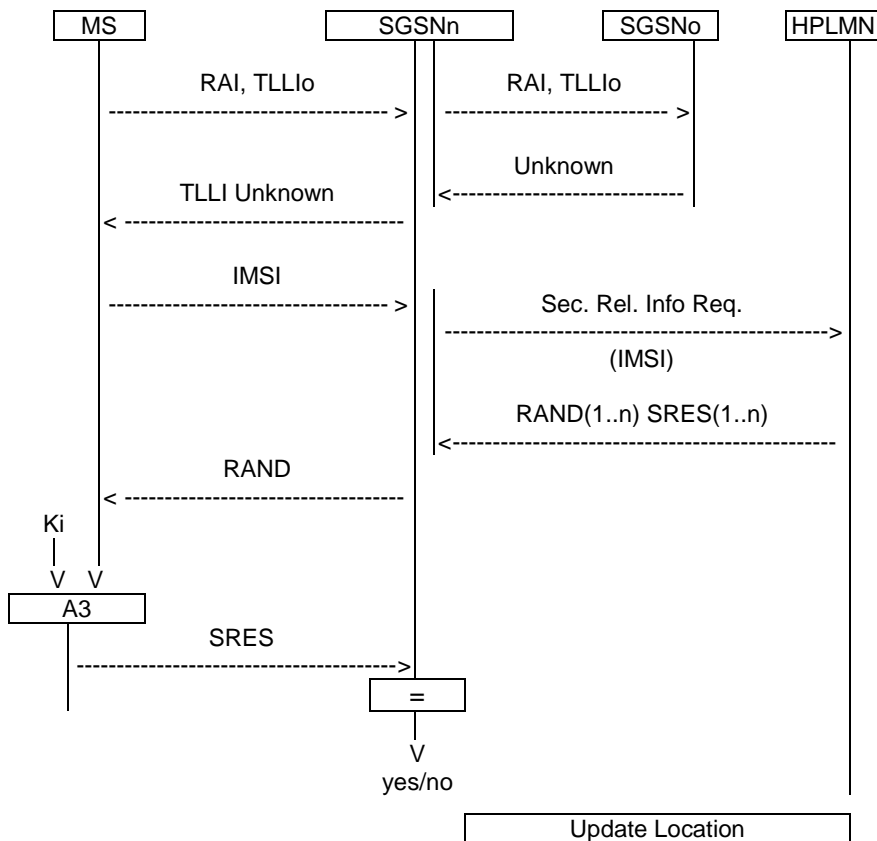 MS SGSNn SGSNo HPLMN
RAI, TLLIo RAI, TLLIo
---------------------------------- > ------------------------------ >
Unknown
<------------------------------
TLLI Unknown
< ------------------------------------
IMSI
---------------------------------- > Sec. Rel. Info Req.
------------------------------------------------->
(IMSI)
RAND(1..n) SRES(1..n)
<-------------------------------------------------
RAND
< ------------------------------------
Ki
V V
A3
SRES
----------------------------------------->
=
V
yes/no
Update Location